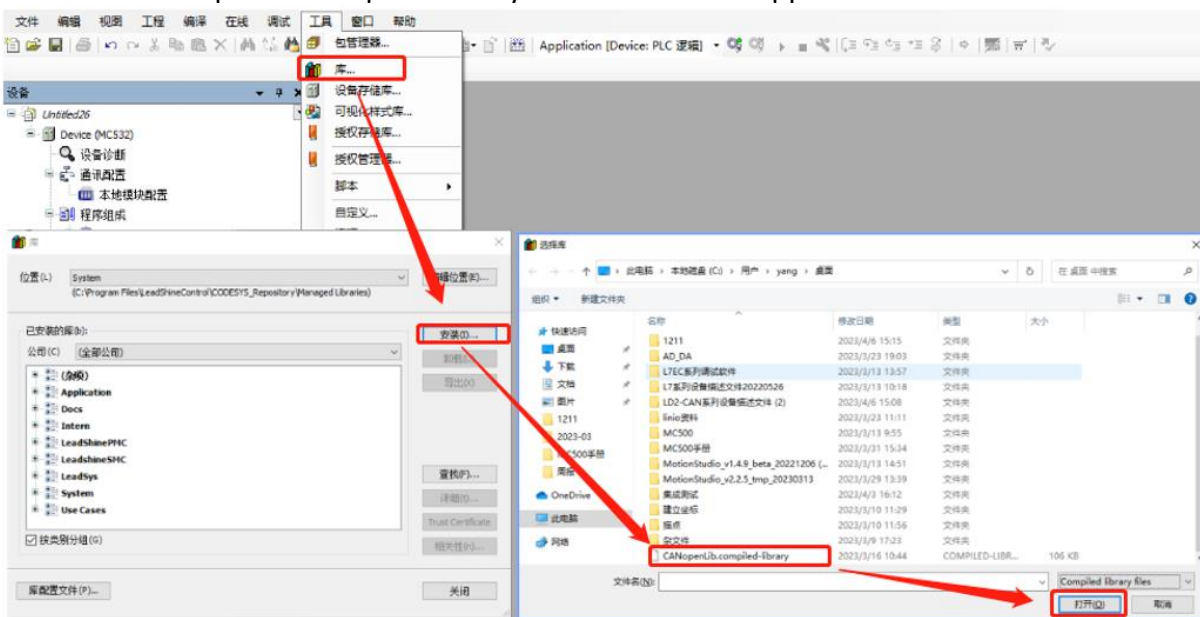 文件 编辑 视图 工程 编译 在线 调试 工具 窗口 帮助
Application [Device: PLC 逻辑]
包管理器...
库...
设备存储库...
可视化样式库...
授权存储库...
授权管理器...
脚本
自定义...
设备
Untitled26
Device (MC532)
设备诊断
通讯配置
本地模块配置
程序组成
库
位置(L) System
(C:\Program Files\LeadShineControl\CODESYS_Repository\Managed Libraries)
已安装的库(b):
公司(C) (全部公司)
(杂项)
Application
Docs
Intern
LeadShinePMC
LeadshineSMC
LeadSys
System
Use Cases
按类别分组(G)
库配置文件(P)...
安装(I)...
导出(X)
查找(F)...
详细(D)...
Trust Certificate
关闭
选择库
此电脑 › 本地磁盘 (C:) › 用户 › yang › 桌面
在 桌面 中搜索
组织 新建文件夹
快速访问
桌面
下载
文档
图片
1211
2023-03
MC500手册
周报
OneDrive
此电脑
网络
名称 修改日期 类型 大小
1211 2023/4/6 15:15 文件夹
AD_DA 2023/3/23 19:03 文件夹
L7EC系列调试软件 2023/3/13 13:57 文件夹
L7系列设备描述文件20220526 2023/3/13 10:18 文件夹
LD2-CAN系列设备描述文件 (2) 2023/4/6 15:08 文件夹
linio资料 2023/3/23 11:11 文件夹
MC500 2023/3/13 9:55 文件夹
MC500手册 2023/3/31 15:34 文件夹
MotionStudio_v1.4.9_beta_20221206 (... 2023/3/13 14:51 文件夹
MotionStudio_v2.2.5_tmp_20230313 2023/3/29 13:39 文件夹
集成测试 2023/4/3 16:12 文件夹
建立坐标 2023/3/10 11:29 文件夹
描点 2023/3/10 11:56 文件夹
杂文件 2023/3/9 17:23 文件夹
CANopenLib.compiled-library 2023/3/16 10:44 COMPILED-LIBR... 106 KB
文件名(N): Compiled library files
打开(O) 取消